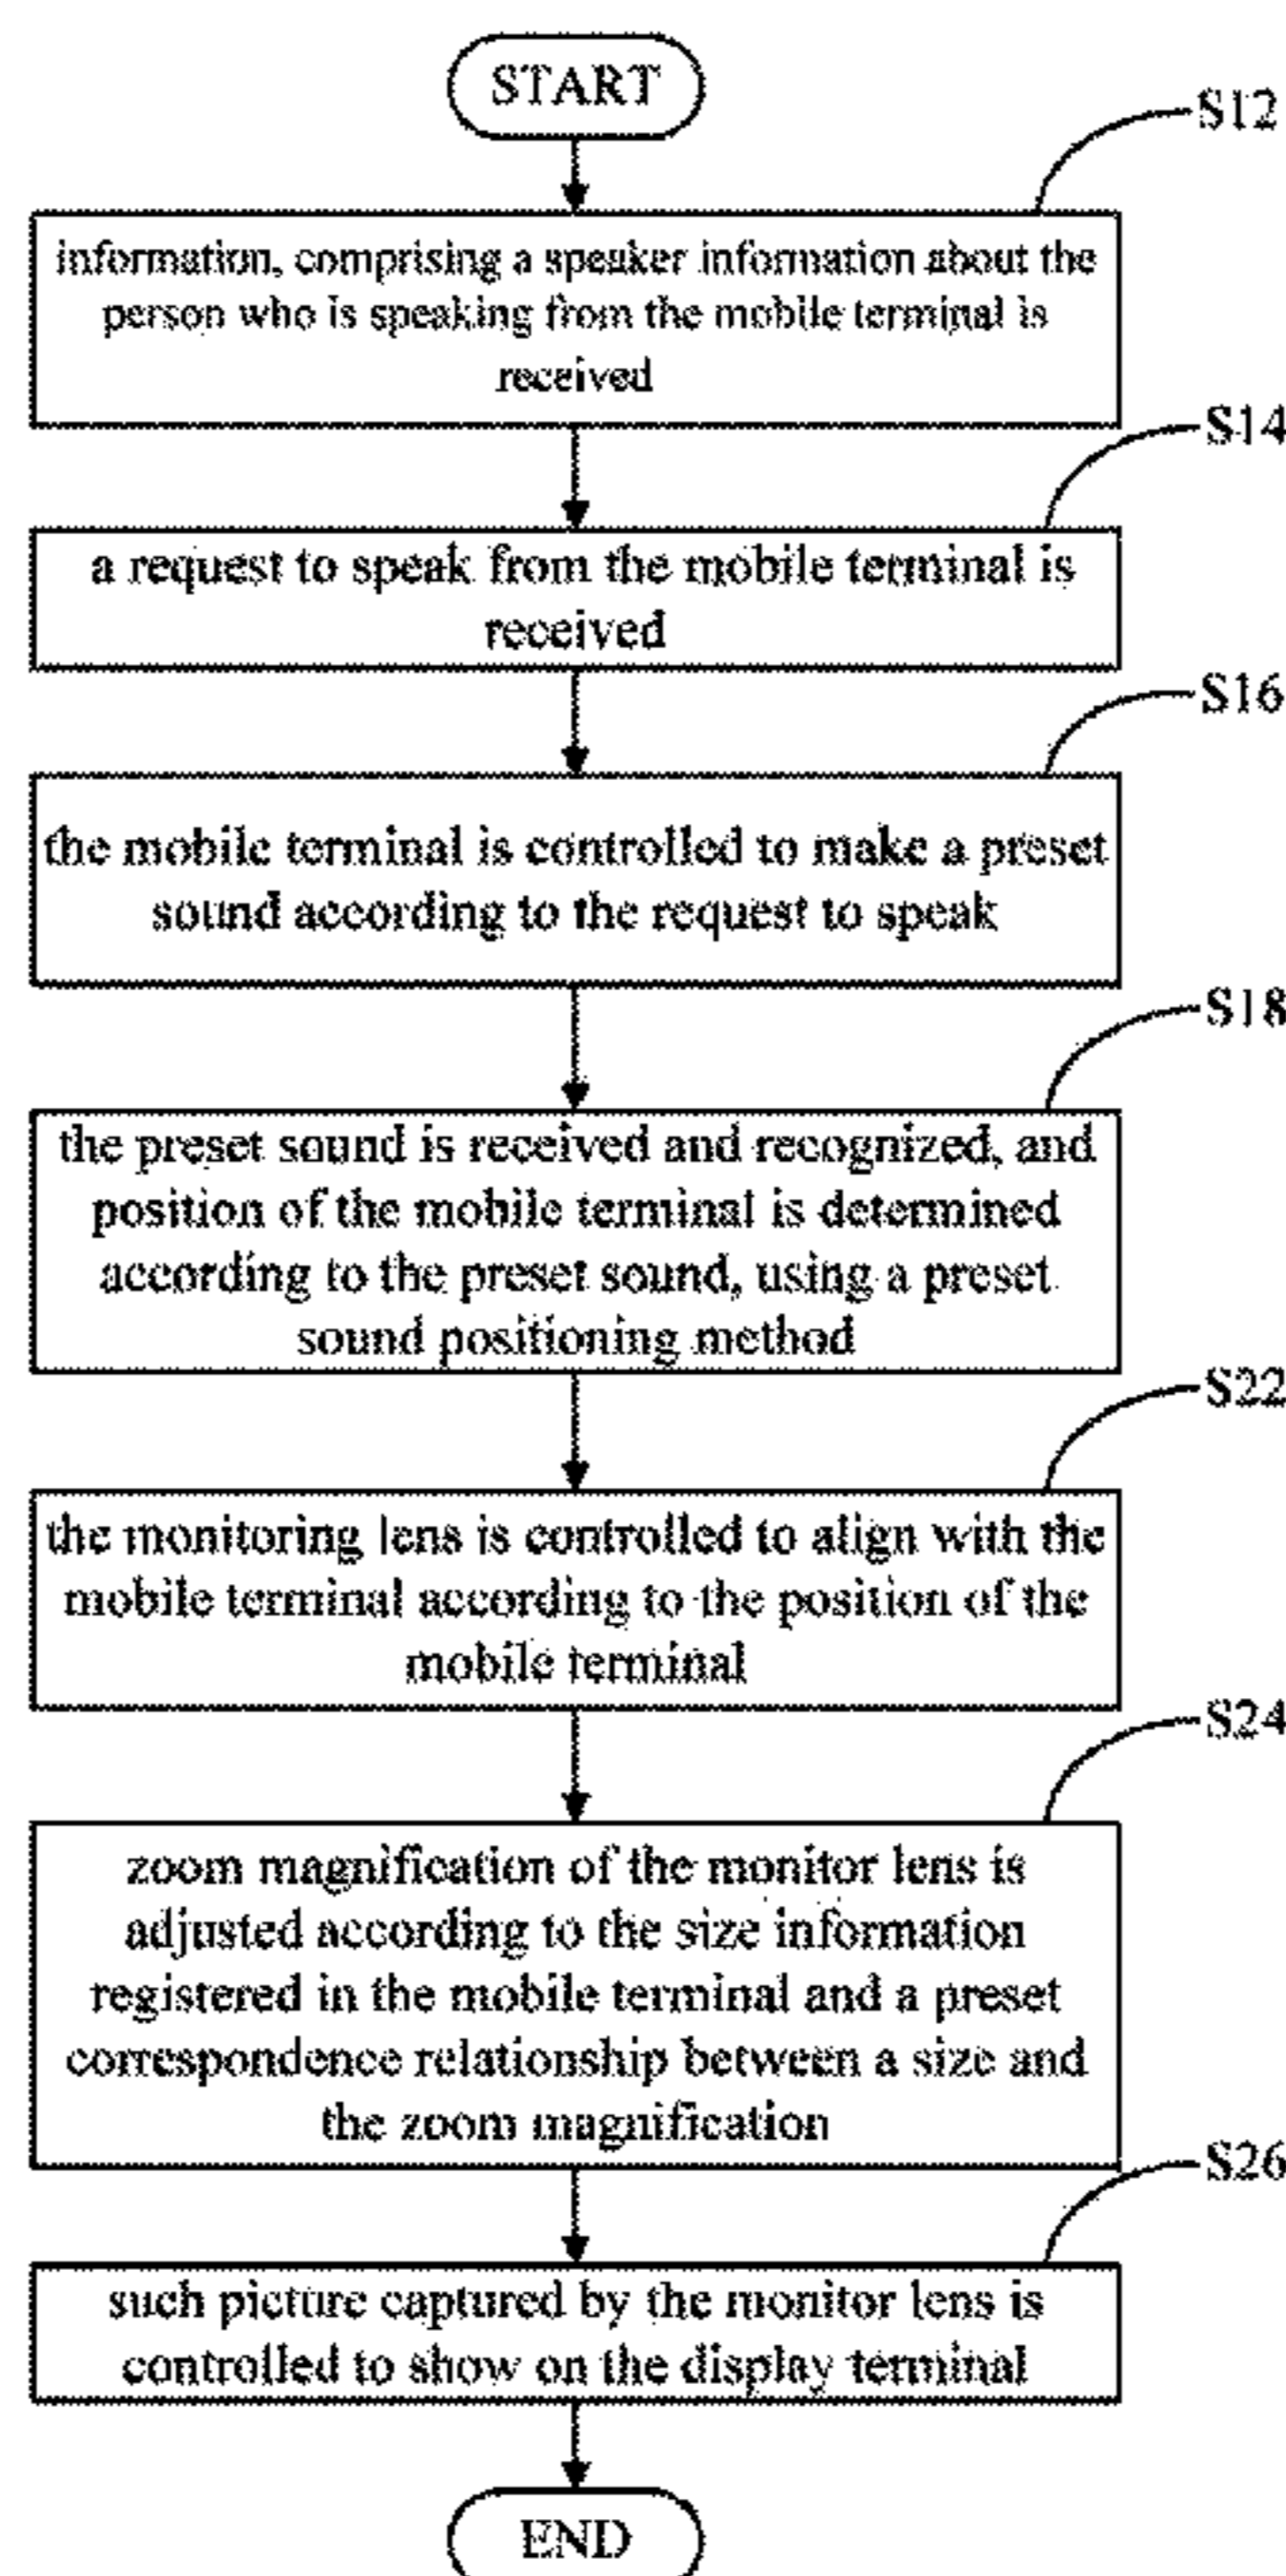 START
S12
information, comprising a speaker information about the
person who is speaking from the mobile terminal is
received
S14
a request to speak from the mobile terminal is
received
S16
the mobile terminal is controlled to make a preset
sound according to the request to speak
S18
the preset sound is received and recognized, and
position of the mobile terminal is determined
according to the preset sound, using a preset
sound positioning method
S22
the monitoring lens is controlled to align with the
mobile terminal according to the position of the
mobile terminal
S24
zoom magnification of the monitor lens is
adjusted according to the size information
registered in the mobile terminal and a preset
correspondence relationship between a size and
the zoom magnification
S26
such picture captured by the monitor lens is
controlled to show on the display terminal
END